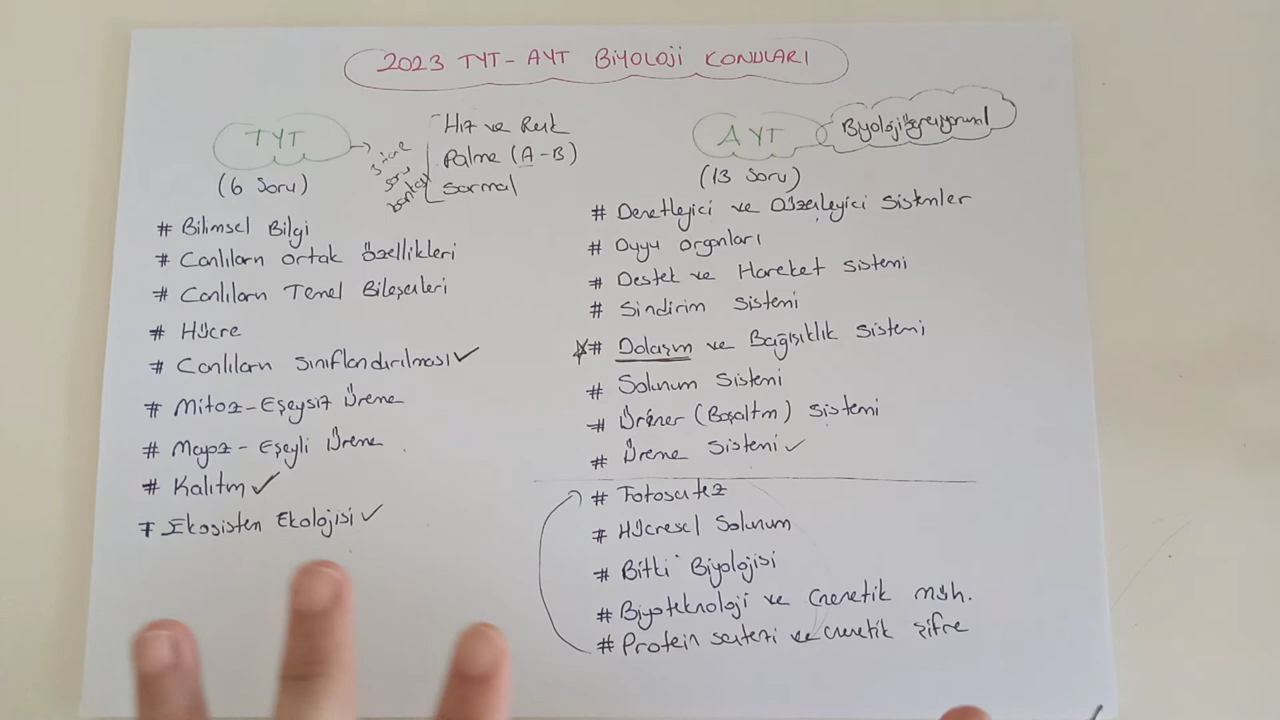 2023 TYT - AYT BİYOLOJİ KONULARI
TYT
(6 Soru)
Hız ve Renk
Palme (A-B)
Sarmal
# Bilimsel Bilgi
# Canlıların ortak özellikleri
# Canlıların Temel Bileşenleri
# Hücre
# Canlıların Sınıflandırılması ✓
# Mitoz-Eşeysiz Üreme
# Mayoz - Eşeyli Üreme
# Kalıtım ✓
# Ekosistem Ekolojisi ✓
AYT
(13 Soru)
# Denetleyici ve Düzenleyici Sistemler
# Duyu organları
# Destek ve Hareket Sistemi
# Sindirim Sistemi
# Dolaşım ve Bağışıklık Sistemi
# Solunum Sistemi
# Üriner (Boşaltım) Sistemi
# Üreme Sistemi ✓
# Fotosentez
# Hücresel Solunum
# Bitki Biyolojisi
# Biyoteknoloji ve Genetik müh.
# Protein sentezi ve Genetik Şifre